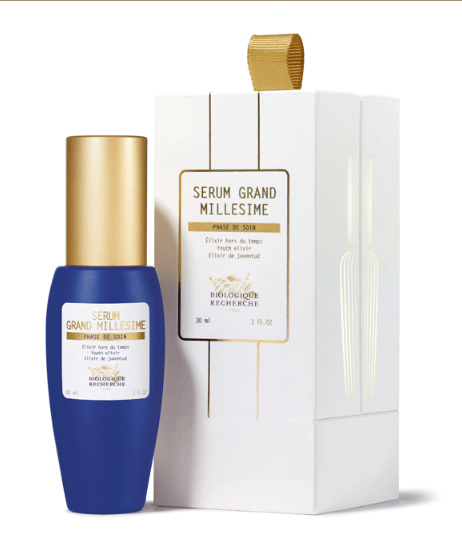 SERUM GRAND
MILLESIME
PHASE DE SOIN
Élixir hors du temps
Youth elixir
Elixir de juventud
BIOLOGIQUE
RECHERCHE
PARIS
30 ml 1 FL.OZ
SERUM
GRAND MILLESIME
PHASE DE SOIN
Élixir hors du temps
Youth elixir
Elixir de juventud
BIOLOGIQUE
RECHERCHE
30 ml 1 FL.OZ